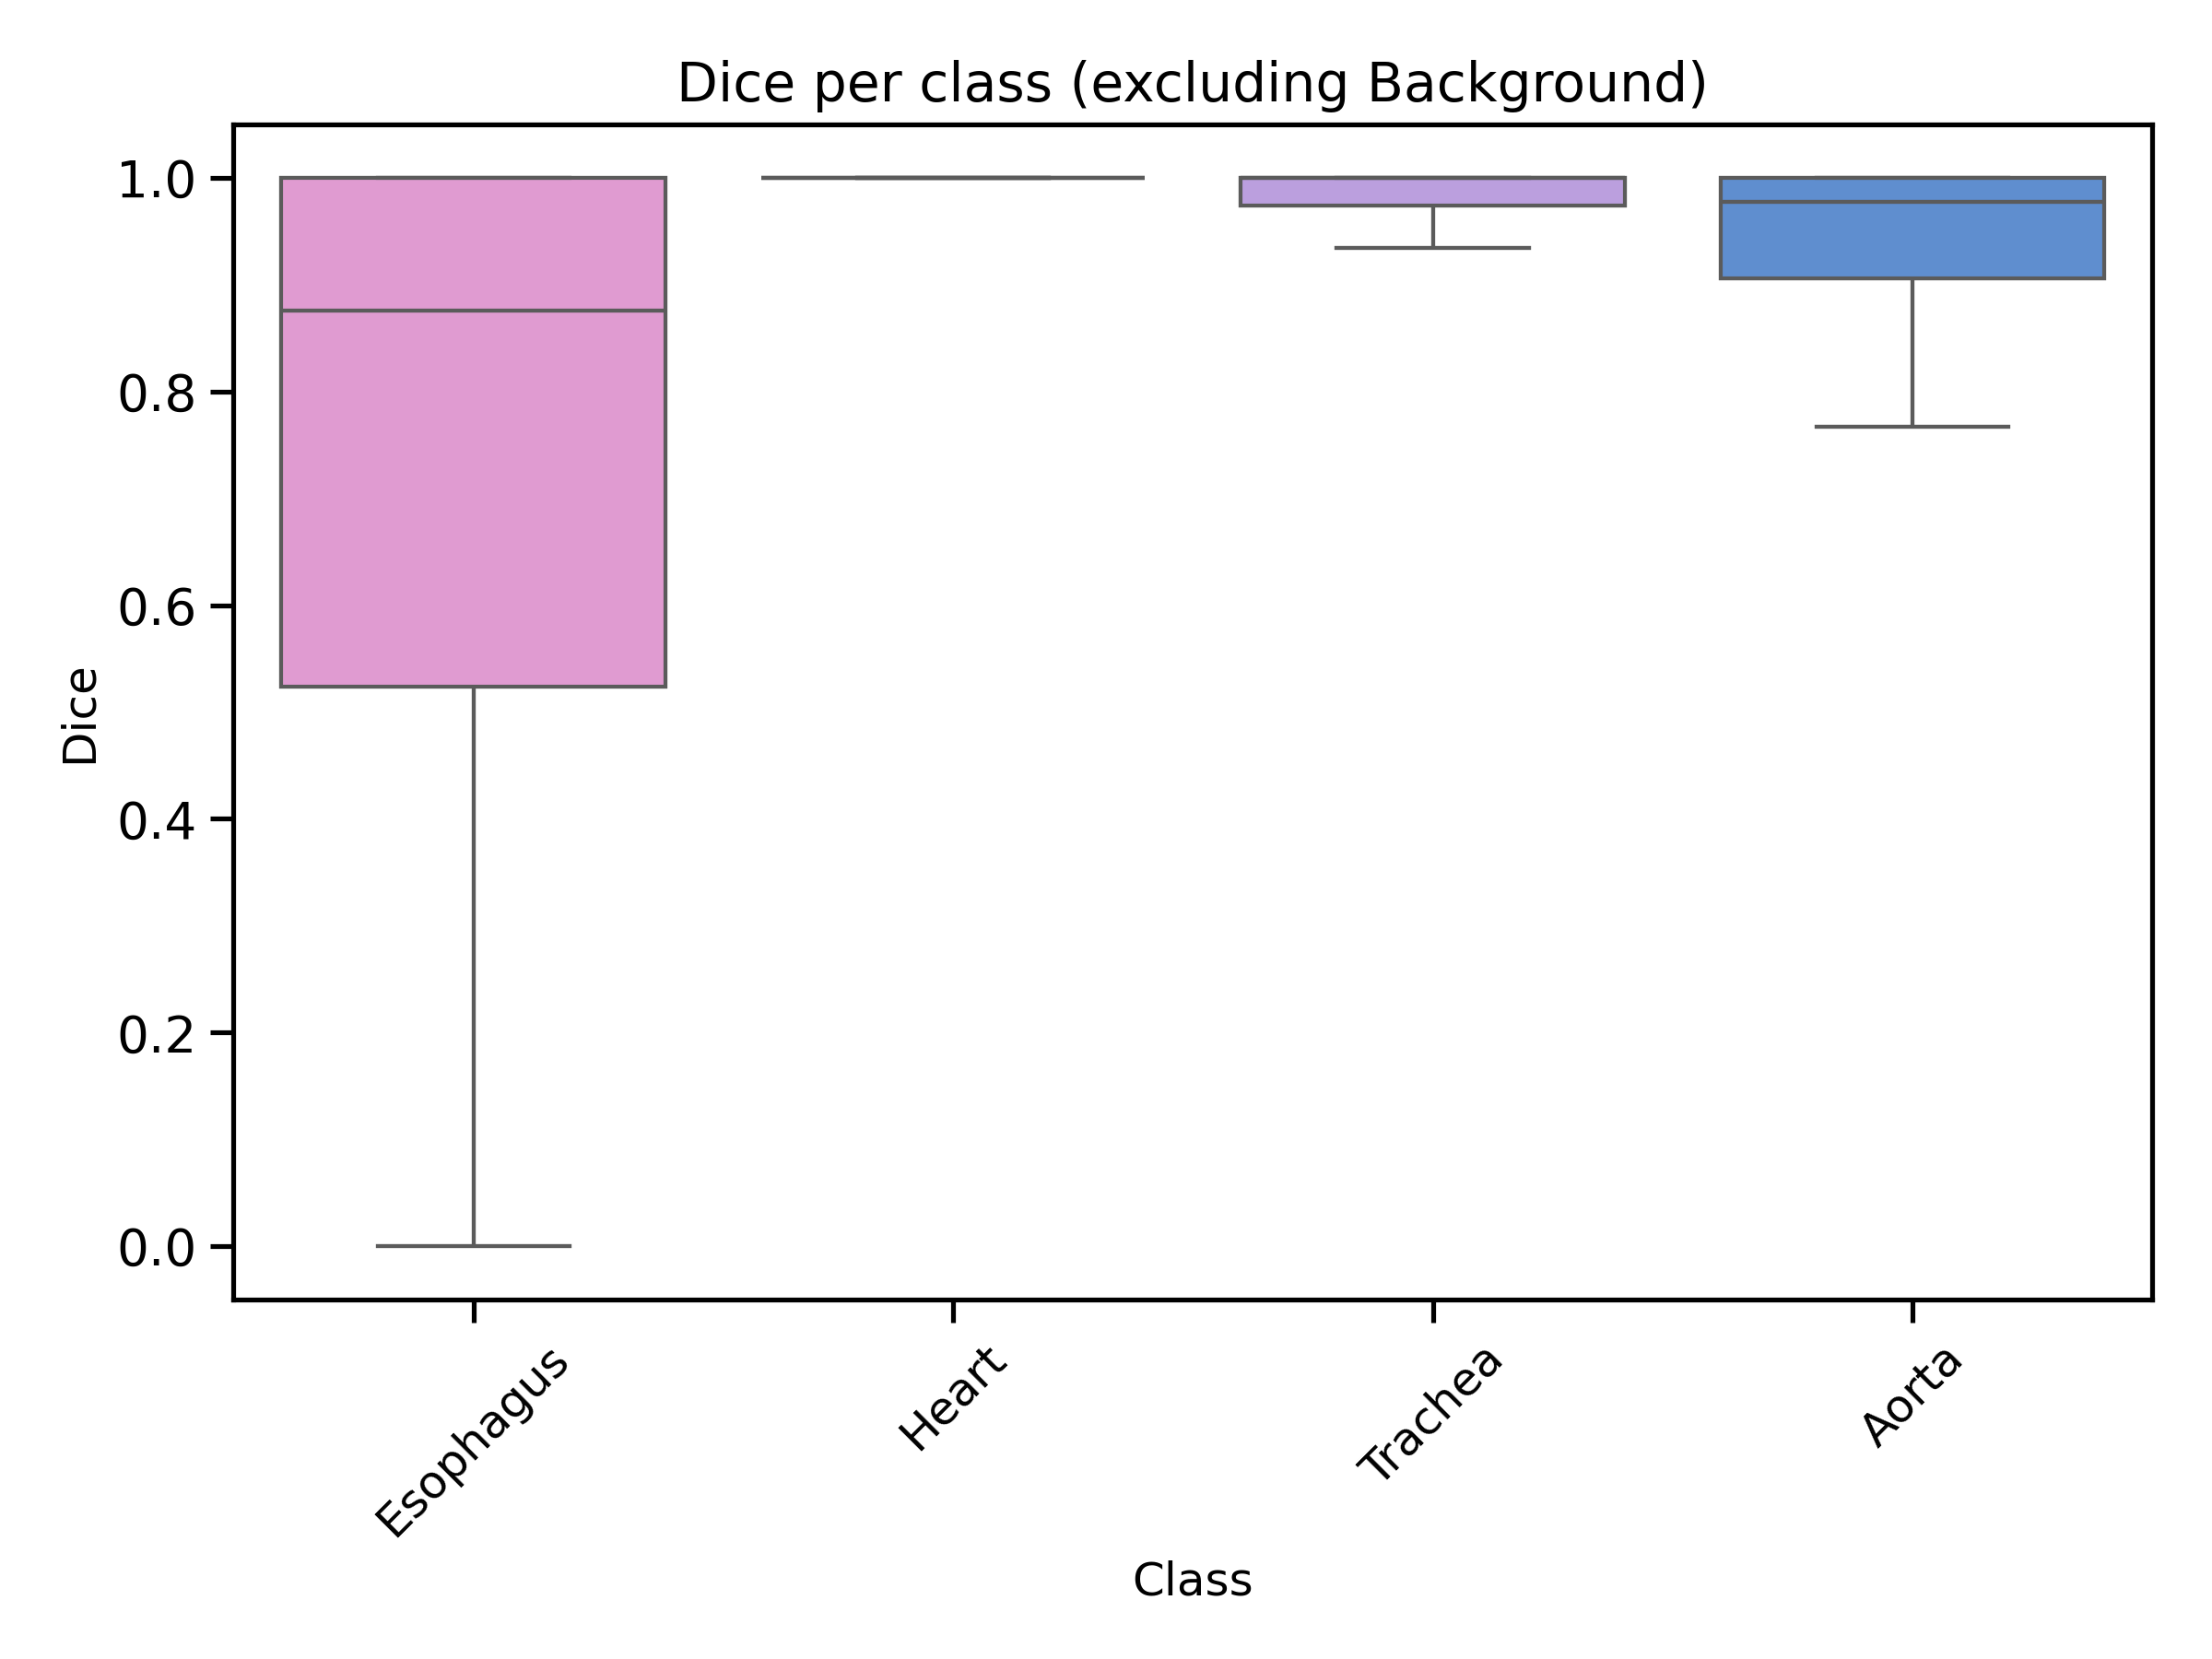 Dice per class (excluding Background)
1.0
0.8
0.6
0.4
0.2
0.0
Dice
Esophagus
Heart
Trachea
Aorta
Class